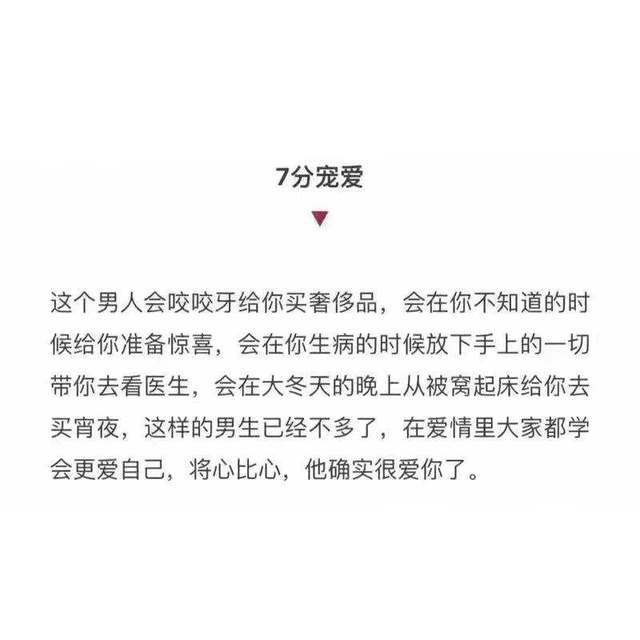 7分宠爱
这个男人会咬咬牙给你买奢侈品，会在你不知道的时
候给你准备惊喜，会在你生病的时候放下手上的一切
带你去看医生，会在大冬天的晚上从被窝起床给你去
买宵夜，这样的男生已经不多了，在爱情里大家都学
会更爱自己，将心比心，他确实很爱你了。